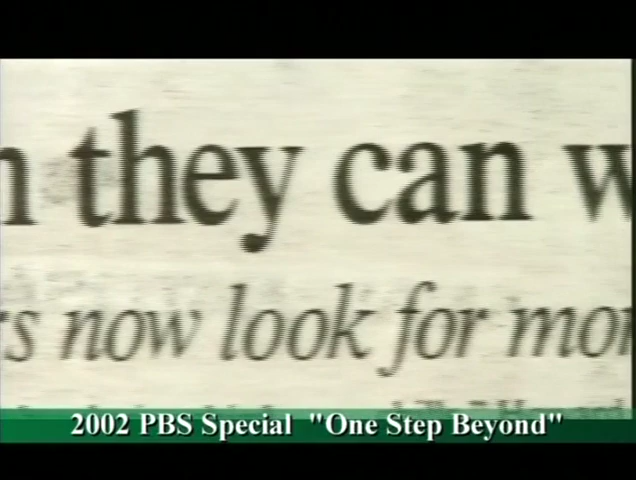 n they can w
rs now look for mor
2002 PBS Special "One Step Beyond"